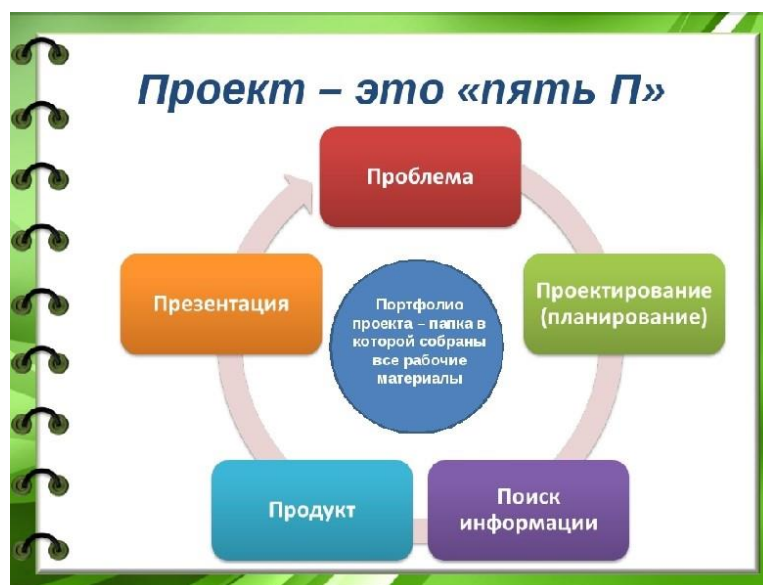 Проект – это «пять П»
Проблема
Проектирование
(планирование)
Поиск
информации
Продукт
Презентация
Портфолио
проекта – папка в
которой собраны
все рабочие
материалы